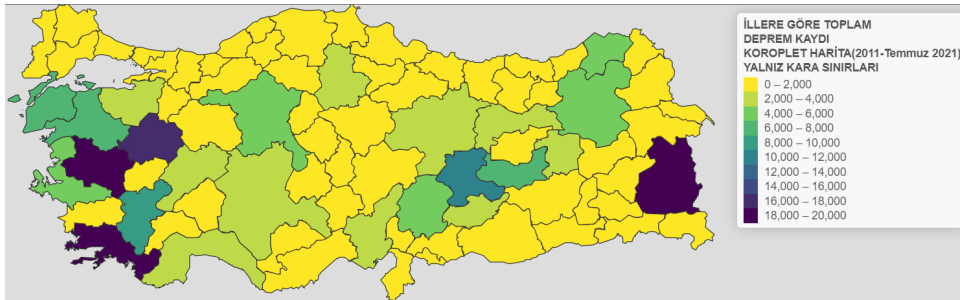 İLLERE GÖRE TOPLAM
DEPREM KAYDI
KOROPLET HARİTA(2011-Temmuz 2021)
YALNIZ KARA SINIRLARI
0 – 2,000
2,000 – 4,000
4,000 – 6,000
6,000 – 8,000
8,000 – 10,000
10,000 – 12,000
12,000 – 14,000
14,000 – 16,000
16,000 – 18,000
18,000 – 20,000